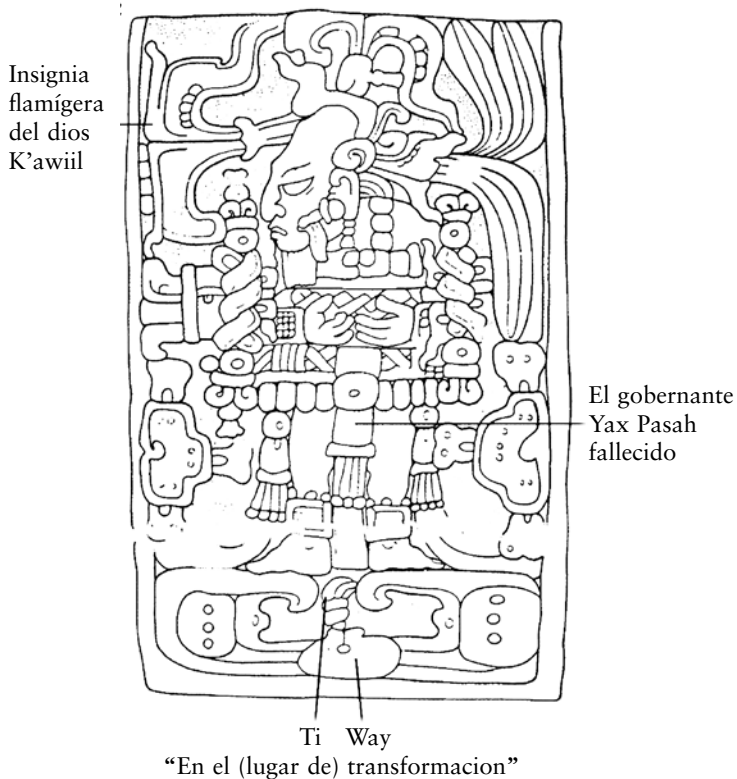 Insignia
flamígera
del dios
K'awiil
El gobernante
Yax Pasah
fallecido
Ti Way
“En el (lugar de) transformacion”